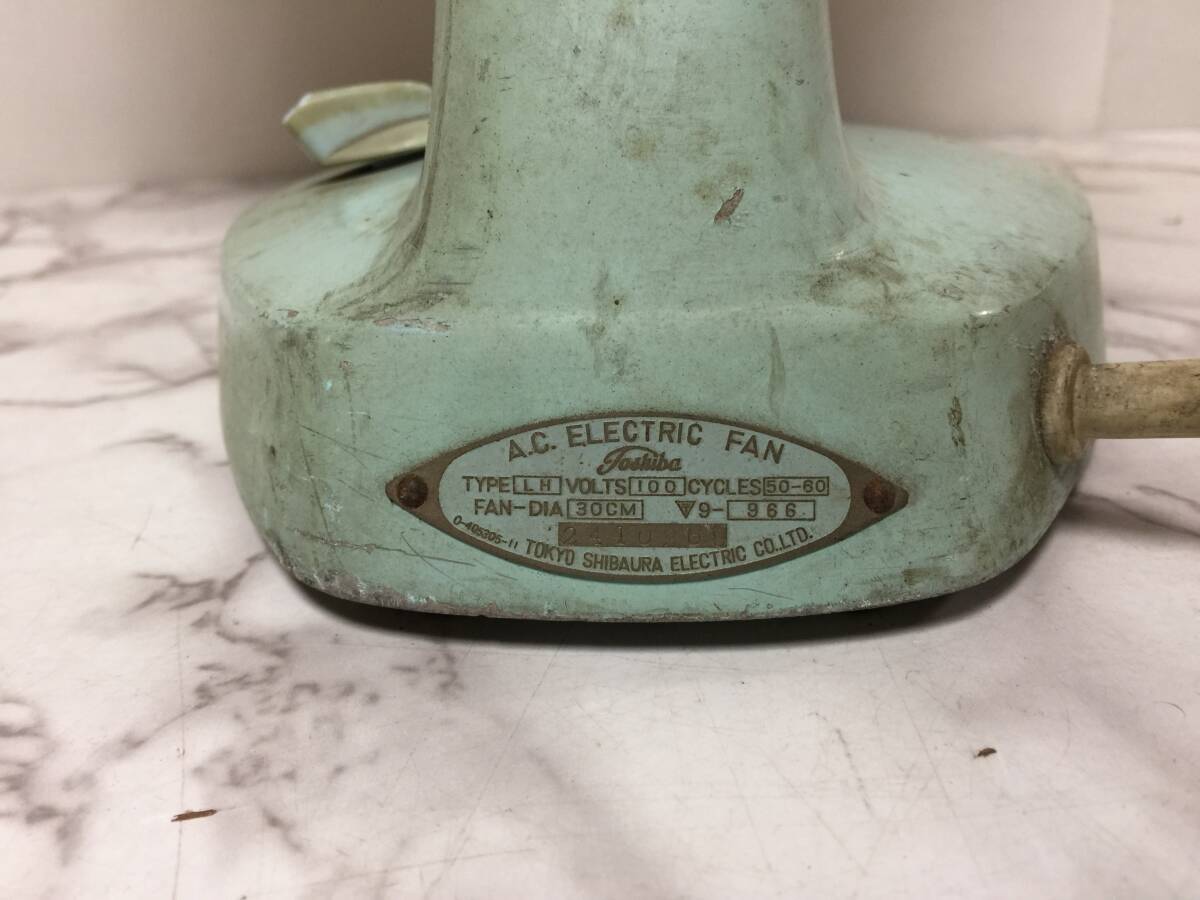 A.C. ELECTRIC FAN
Toshiba
TYPE LH VOLTS 100 CYCLES 50-60
FAN-DIA 30CM ▽9- 966
0-405305-11 TOKYO SHIBAURA ELECTRIC CO.,LTD.